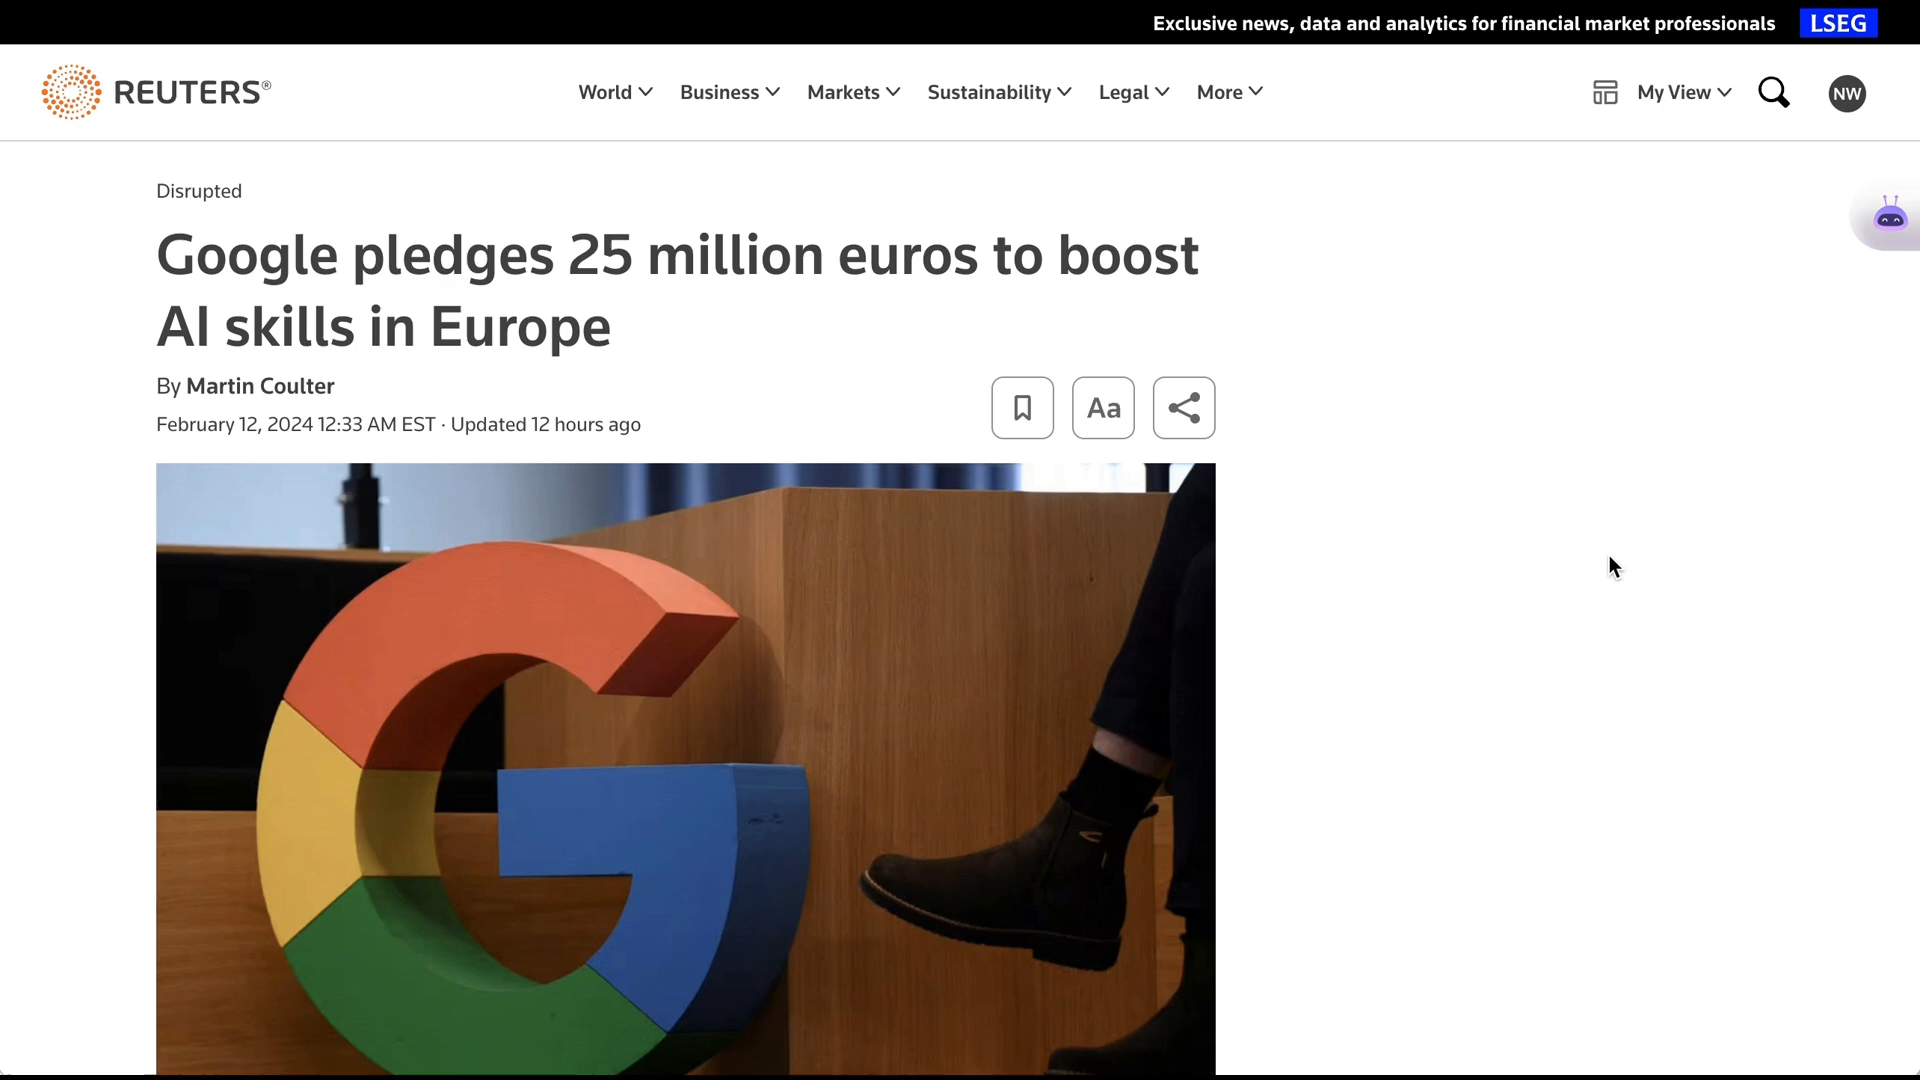 Exclusive news, data and analytics for financial market professionals LSEG
REUTERS®
World Business Markets Sustainability Legal More My View NW
Disrupted
Google pledges 25 million euros to boost
AI skills in Europe
By Martin Coulter
February 12, 2024 12:33 AM EST · Updated 12 hours ago
Aa